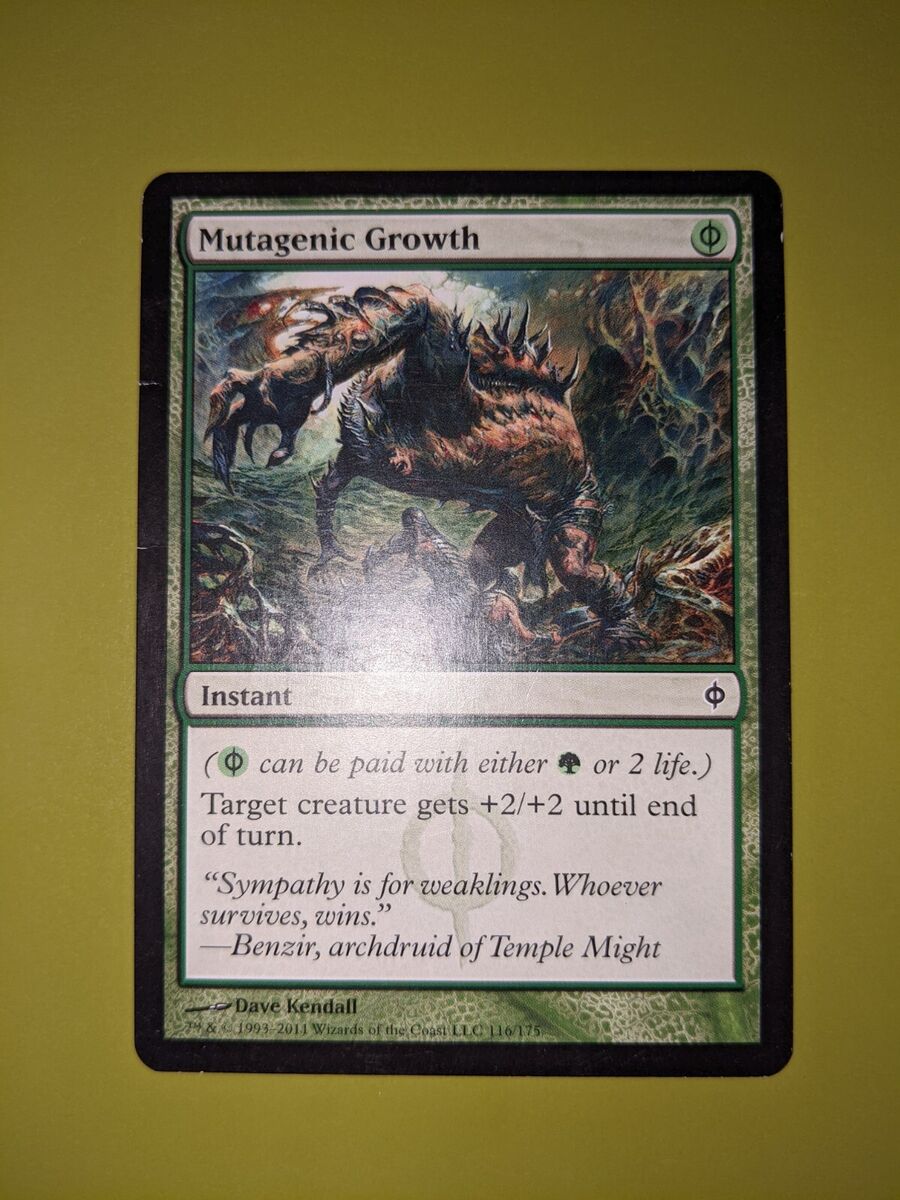 Mutagenic Growth
Instant
( can be paid with either or 2 life.)
Target creature gets +2/+2 until end
of turn.
“Sympathy is for weaklings. Whoever
survives, wins.”
—Benzir, archdruid of Temple Might
Dave Kendall
™ & © 1993–2011 Wizards of the Coast LLC 116/175